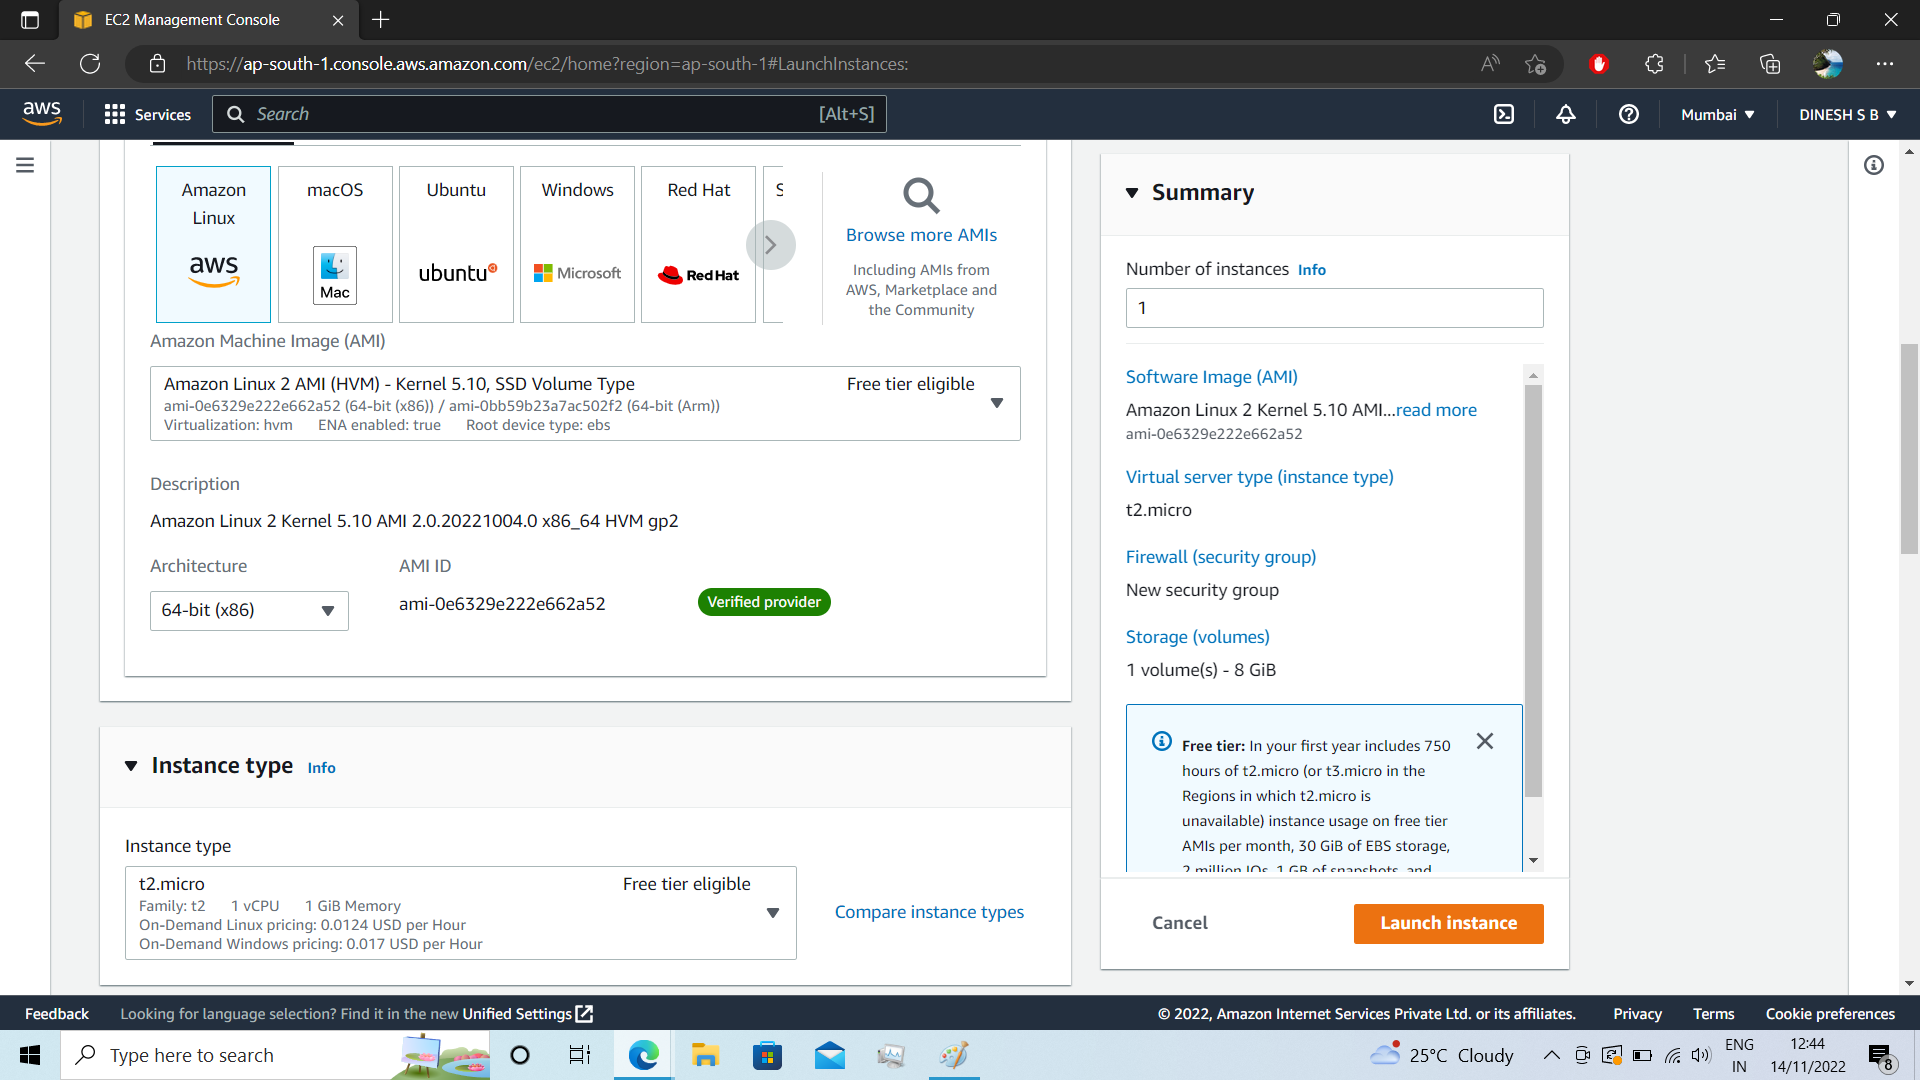 EC2 Management Console
https://ap-south-1.console.aws.amazon.com/ec2/home?region=ap-south-1#LaunchInstances:
aws
Services
Search
[Alt+S]
Mumbai
DINESH S B
Amazon Linux
aws
macOS
Mac
Ubuntu
ubuntu
Windows
Microsoft
Red Hat
Red Hat
S
Browse more AMIs
Including AMIs from
AWS, Marketplace and
the Community
Amazon Machine Image (AMI)
Amazon Linux 2 AMI (HVM) - Kernel 5.10, SSD Volume Type
Free tier eligible
ami-0e6329e222e662a52 (64-bit (x86)) / ami-0bb59b23a7ac502f2 (64-bit (Arm))
Virtualization: hvm ENA enabled: true Root device type: ebs
Description
Amazon Linux 2 Kernel 5.10 AMI 2.0.20221004.0 x86_64 HVM gp2
Architecture
AMI ID
64-bit (x86)
ami-0e6329e222e662a52
Verified provider
Instance type Info
Instance type
t2.micro
Free tier eligible
Family: t2 1 vCPU 1 GiB Memory
On-Demand Linux pricing: 0.0124 USD per Hour
On-Demand Windows pricing: 0.017 USD per Hour
Compare instance types
Summary
Number of instances Info
1
Software Image (AMI)
Amazon Linux 2 Kernel 5.10 AMI...read more
ami-0e6329e222e662a52
Virtual server type (instance type)
t2.micro
Firewall (security group)
New security group
Storage (volumes)
1 volume(s) - 8 GiB
Free tier: In your first year includes 750
hours of t2.micro (or t3.micro in the
Regions in which t2.micro is
unavailable) instance usage on free tier
AMIs per month, 30 GiB of EBS storage,
2 million IOs, 1 GB of snapshots, and
Cancel
Launch instance
Feedback
Looking for language selection? Find it in the new Unified Settings
© 2022, Amazon Internet Services Private Ltd. or its affiliates.
Privacy
Terms
Cookie preferences
Type here to search
25°C Cloudy
ENG
IN
12:44
14/11/2022
8